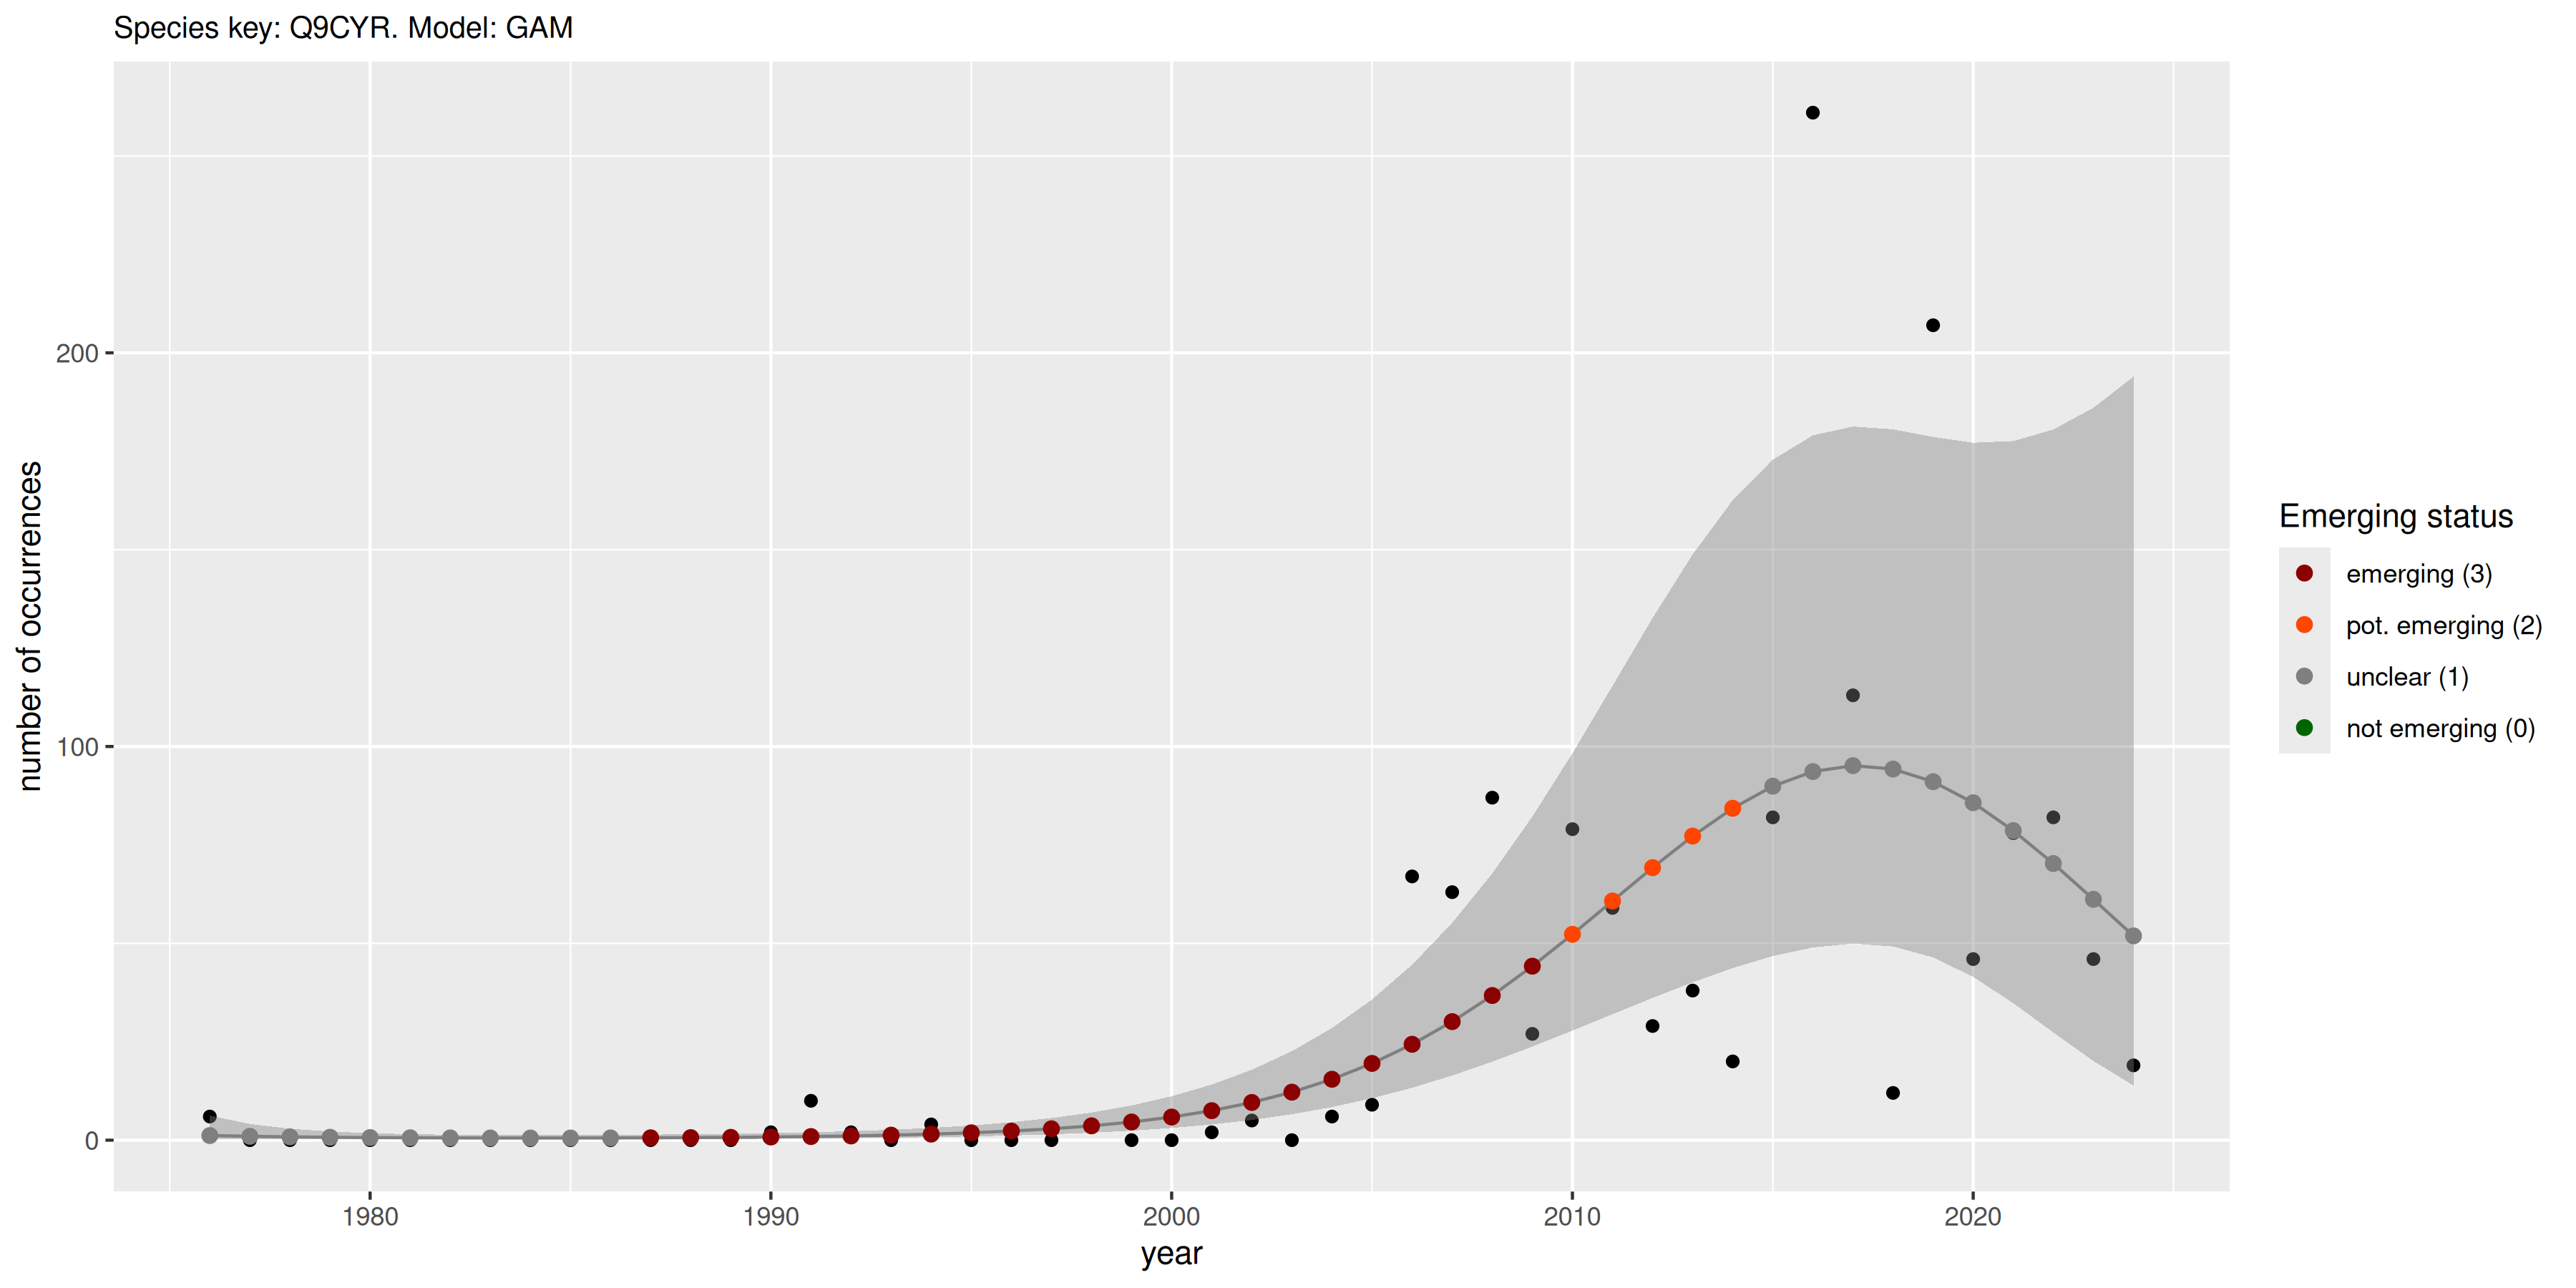 Species key: Q9CYR. Model: GAM
number of occurrences
200
100
0
1980
1990
2000
2010
2020
year
Emerging status
emerging (3)
pot. emerging (2)
unclear (1)
not emerging (0)